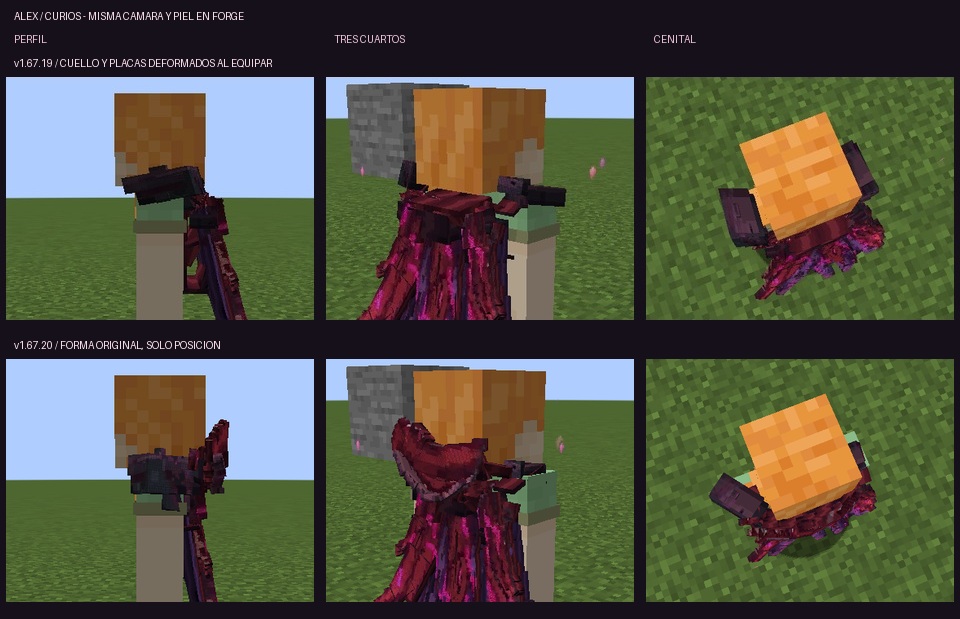 ALEX / CURIOS - MISMA CAMARA Y PIEL EN FORGE
PERFIL
TRES CUARTOS
CENITAL
v1.67.19 / CUELLO Y PLACAS DEFORMADOS AL EQUIPAR
v1.67.20 / FORMA ORIGINAL, SOLO POSICION